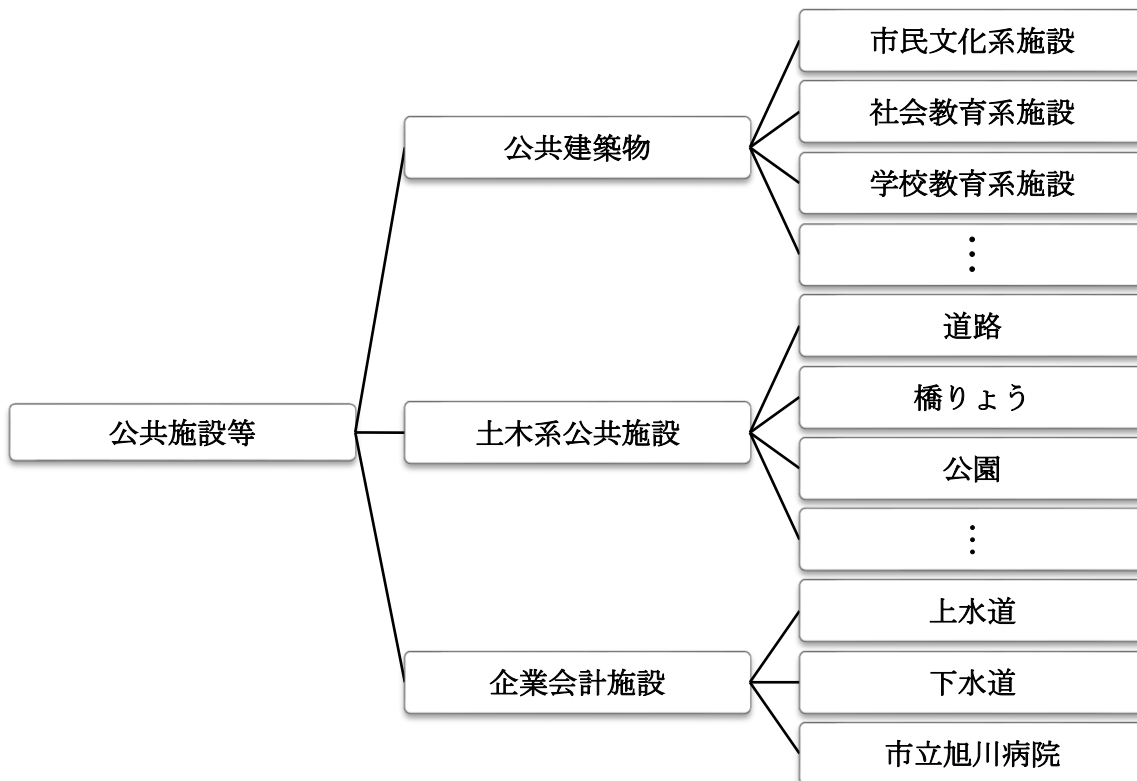 公共施設等
公共建築物
市民文化系施設
社会教育系施設
学校教育系施設
⋮
土木系公共施設
道路
橋りょう
公園
⋮
企業会計施設
上水道
下水道
市立旭川病院